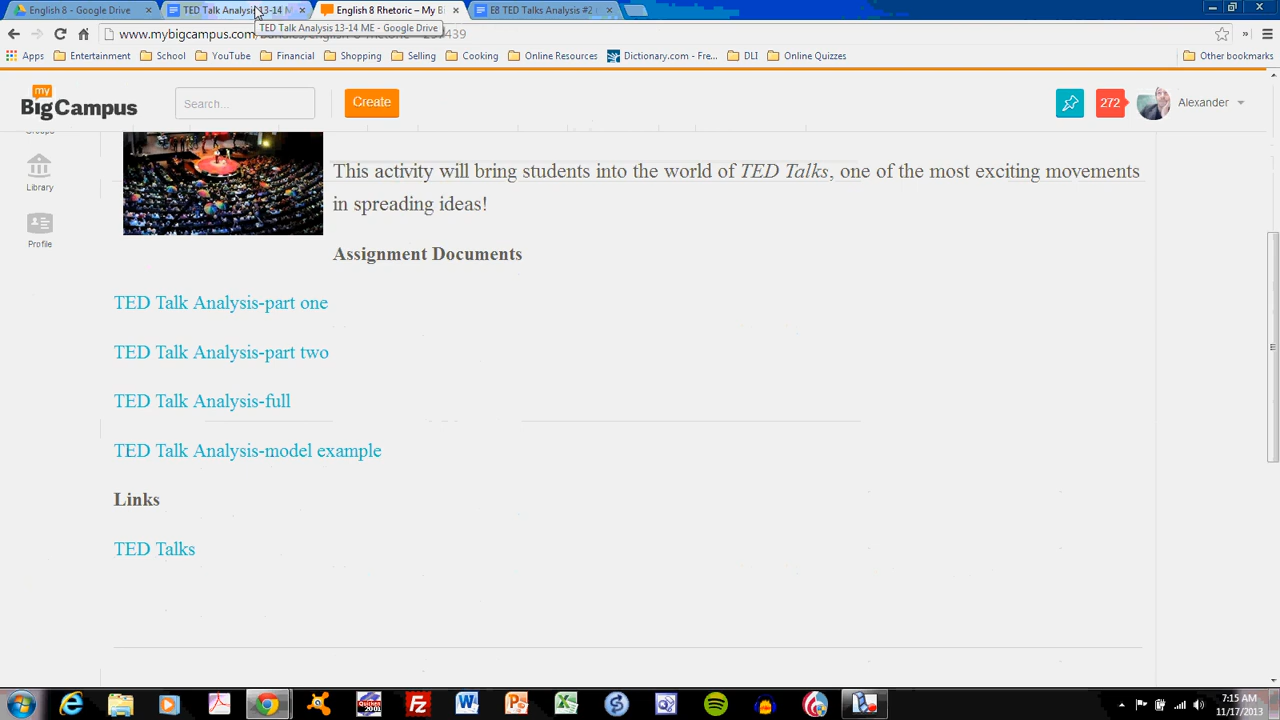 English 8 - Google Drive
TED Talk Analysis 13-14 M
English 8 Rhetoric – My B
E8 TED Talks Analysis #2
TED Talk Analysis 13-14 ME - Google Drive
www.mybigcampus.com
439
Apps
Entertainment
School
YouTube
Financial
Shopping
Selling
Cooking
Online Resources
Dictionary.com - Fre...
DLI
Online Quizzes
Other bookmarks
my
BigCampus
Search...
Create
272
Alexander
Groups
Library
Profile
This activity will bring students into the world of TED Talks, one of the most exciting movements
in spreading ideas!
Assignment Documents
TED Talk Analysis-part one
TED Talk Analysis-part two
TED Talk Analysis-full
TED Talk Analysis-model example
Links
TED Talks
7:15 AM
11/17/2013